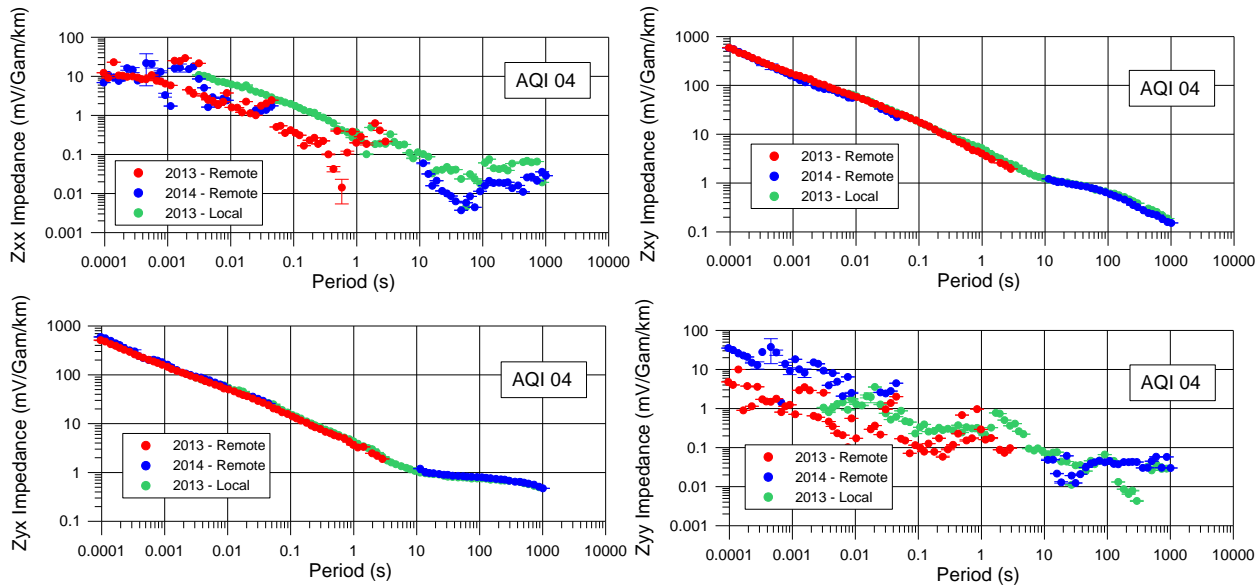 Zxx Impedance (mV/Gam/km)
100
10
1
0.1
0.01
0.001
AQI 04
2013 - Remote
2014 - Remote
2013 - Local
0.0001 0.001 0.01 0.1 1 10 100 1000 10000
Period (s)
Zxy Impedance (mV/Gam/km)
1000
100
10
1
0.1
AQI 04
2013 - Remote
2014 - Remote
2013 - Local
0.0001 0.001 0.01 0.1 1 10 100 1000 10000
Period (s)
Zyx Impedance (mV/Gam/km)
1000
100
10
1
0.1
AQI 04
2013 - Remote
2014 - Remote
2013 - Local
0.0001 0.001 0.01 0.1 1 10 100 1000 10000
Period (s)
Zyy Impedance (mV/Gam/km)
100
10
1
0.1
0.01
0.001
AQI 04
2013 - Remote
2014 - Remote
2013 - Local
0.0001 0.001 0.01 0.1 1 10 100 1000 10000
Period (s)